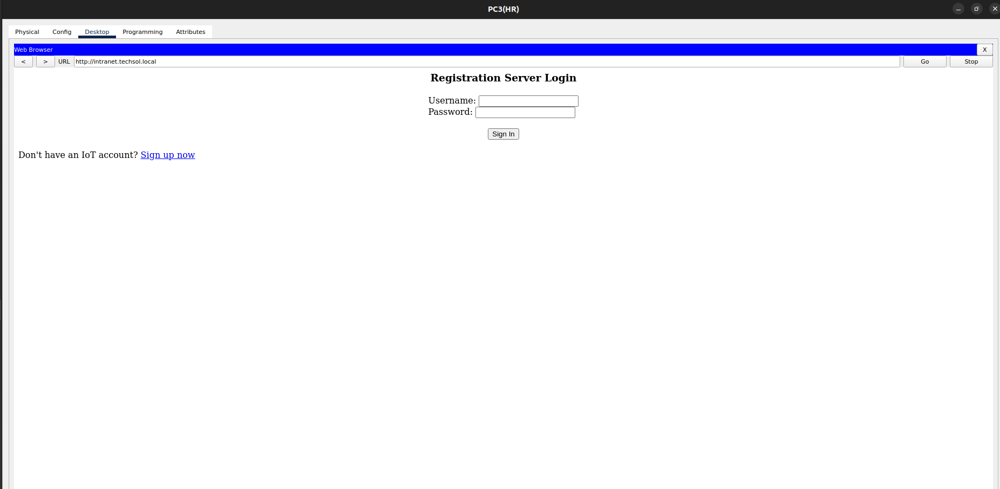 PC3(HR)
Physical Config Desktop Programming Attributes
Web Browser X
< > URL http://intranet.techsol.local Go Stop
Registration Server Login
Username:
Password:
Sign In
Don't have an IoT account? Sign up now